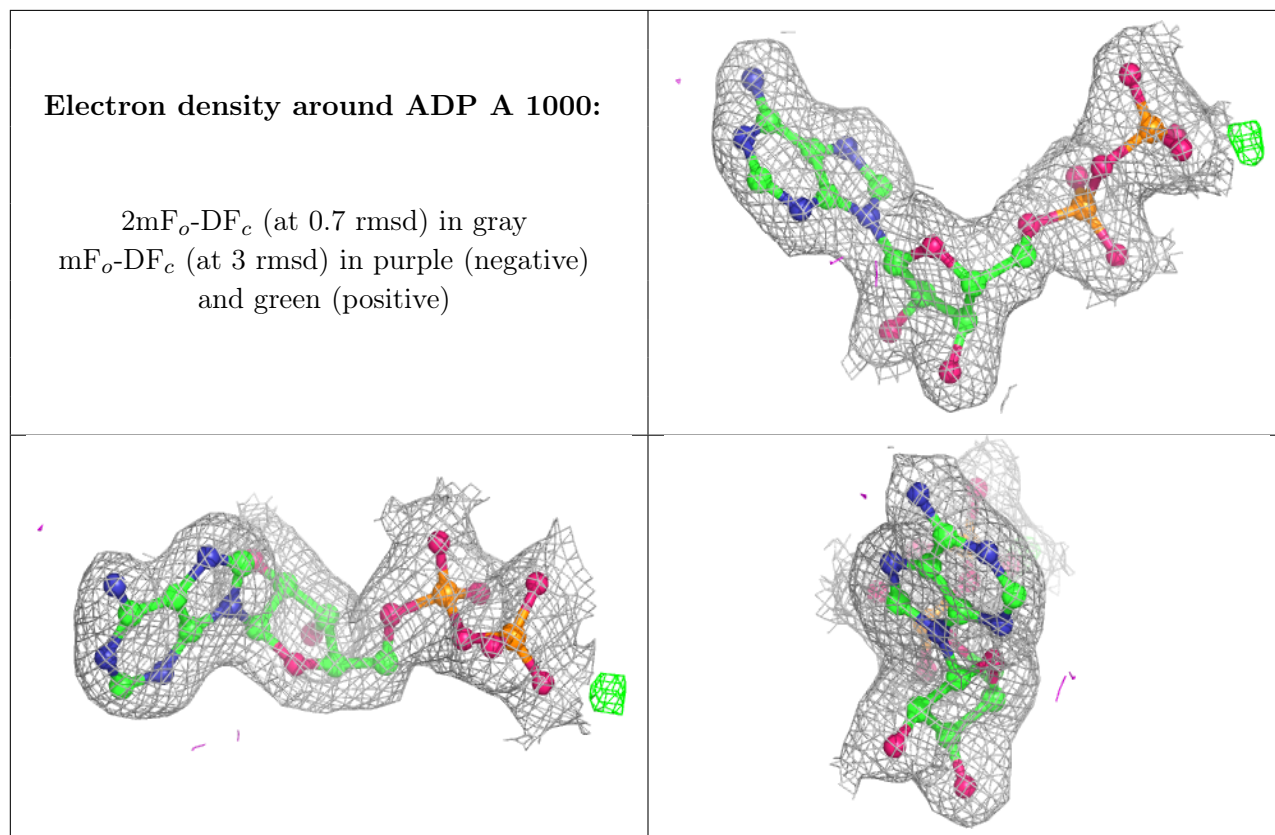 Electron density around ADP A 1000:
2mFo-DFc (at 0.7 rmsd) in gray
mFo-DFc (at 3 rmsd) in purple (negative)
and green (positive)